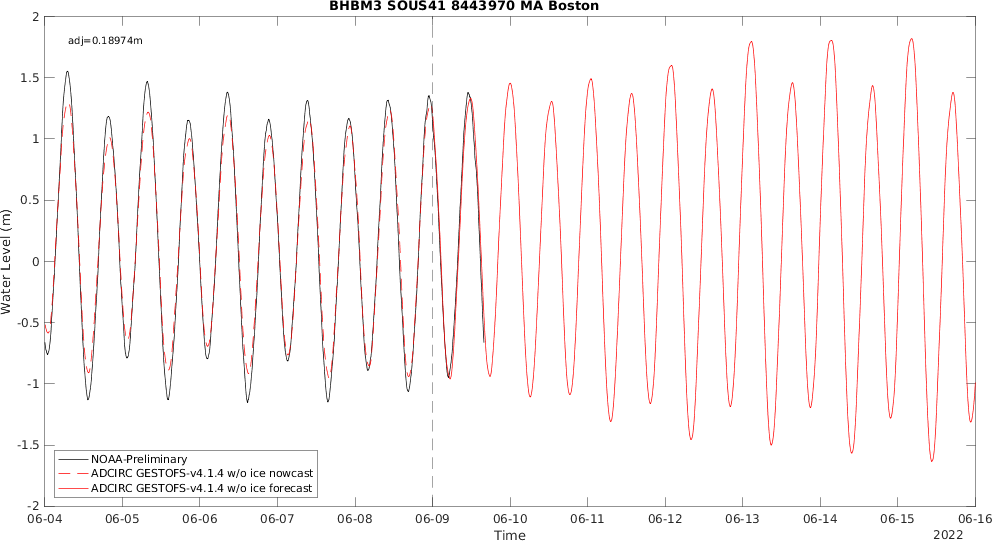 BHBM3 SOUS41 8443970 MA Boston
adj=0.18974m
2
1.5
1
0.5
0
-0.5
-1
-1.5
-2
Water Level (m)
NOAA-Preliminary
ADCIRC GESTOFS-v4.1.4 w/o ice nowcast
ADCIRC GESTOFS-v4.1.4 w/o ice forecast
06-04 06-05 06-06 06-07 06-08 06-09 06-10 06-11 06-12 06-13 06-14 06-15 06-16
Time
2022